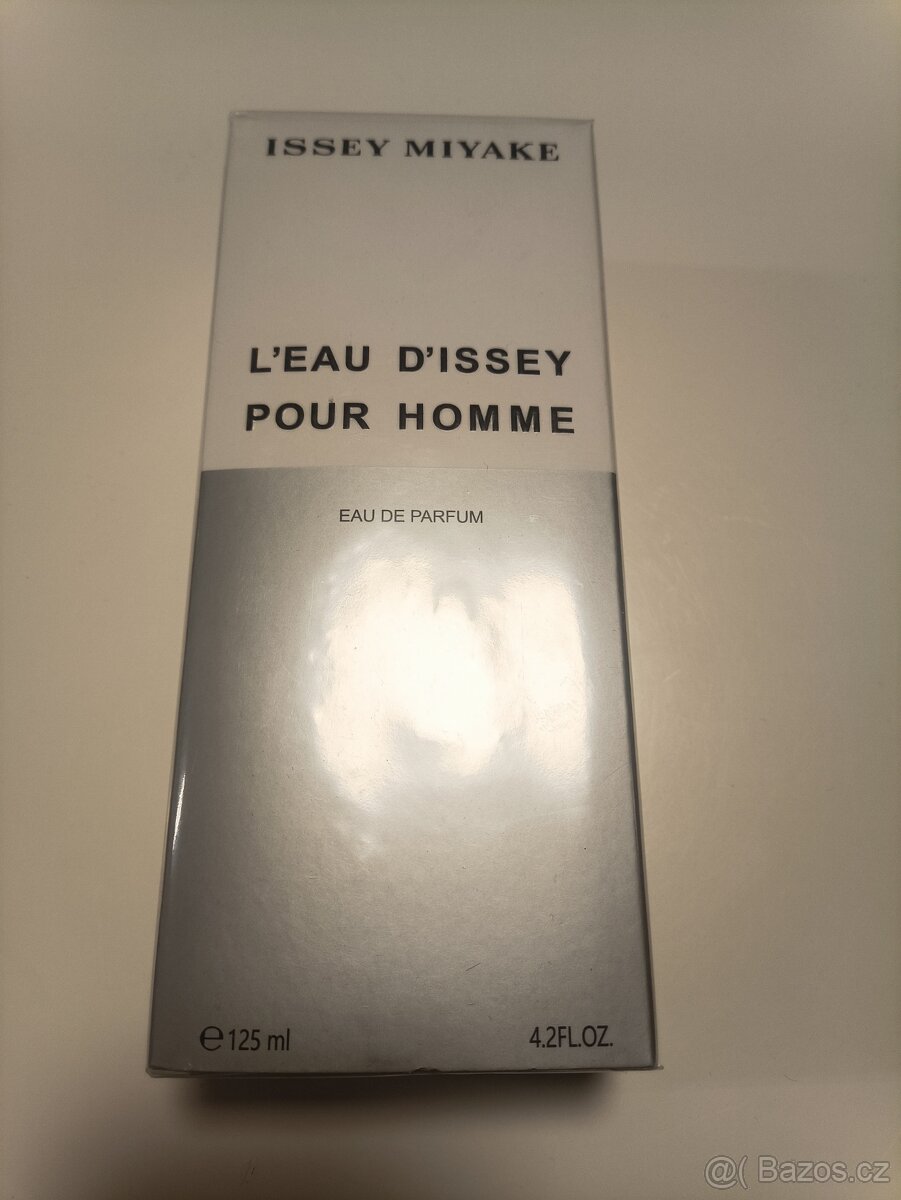 ISSEY MIYAKE
L'EAU D'ISSEY
POUR HOMME
EAU DE PARFUM
℮125 ml 4.2FL.OZ.
@( Bazos.cz